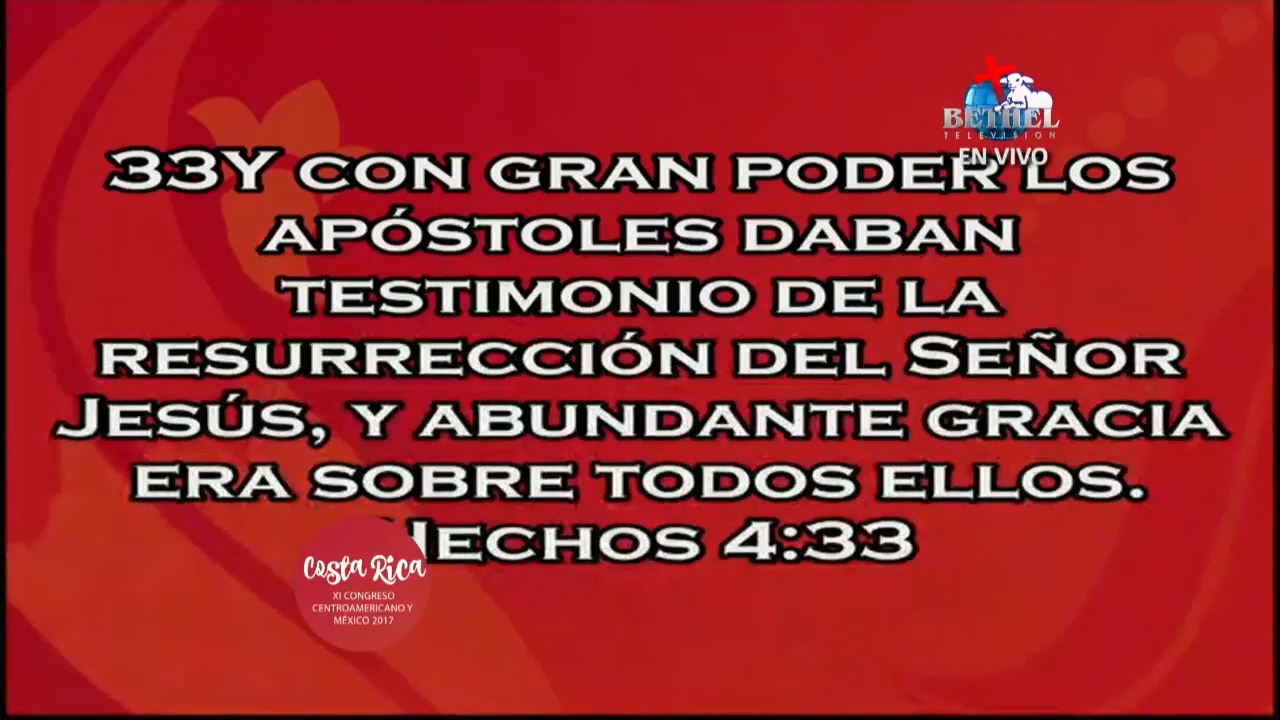 BETHEL
TELEVISION
EN VIVO
33Y CON GRAN PODER LOS
APÓSTOLES DABAN
TESTIMONIO DE LA
RESURRECCIÓN DEL SEÑOR
JESÚS, Y ABUNDANTE GRACIA
ERA SOBRE TODOS ELLOS.
HECHOS 4:33
Costa Rica
XI CONGRESO
CENTROAMERICANO Y
MÉXICO 2017